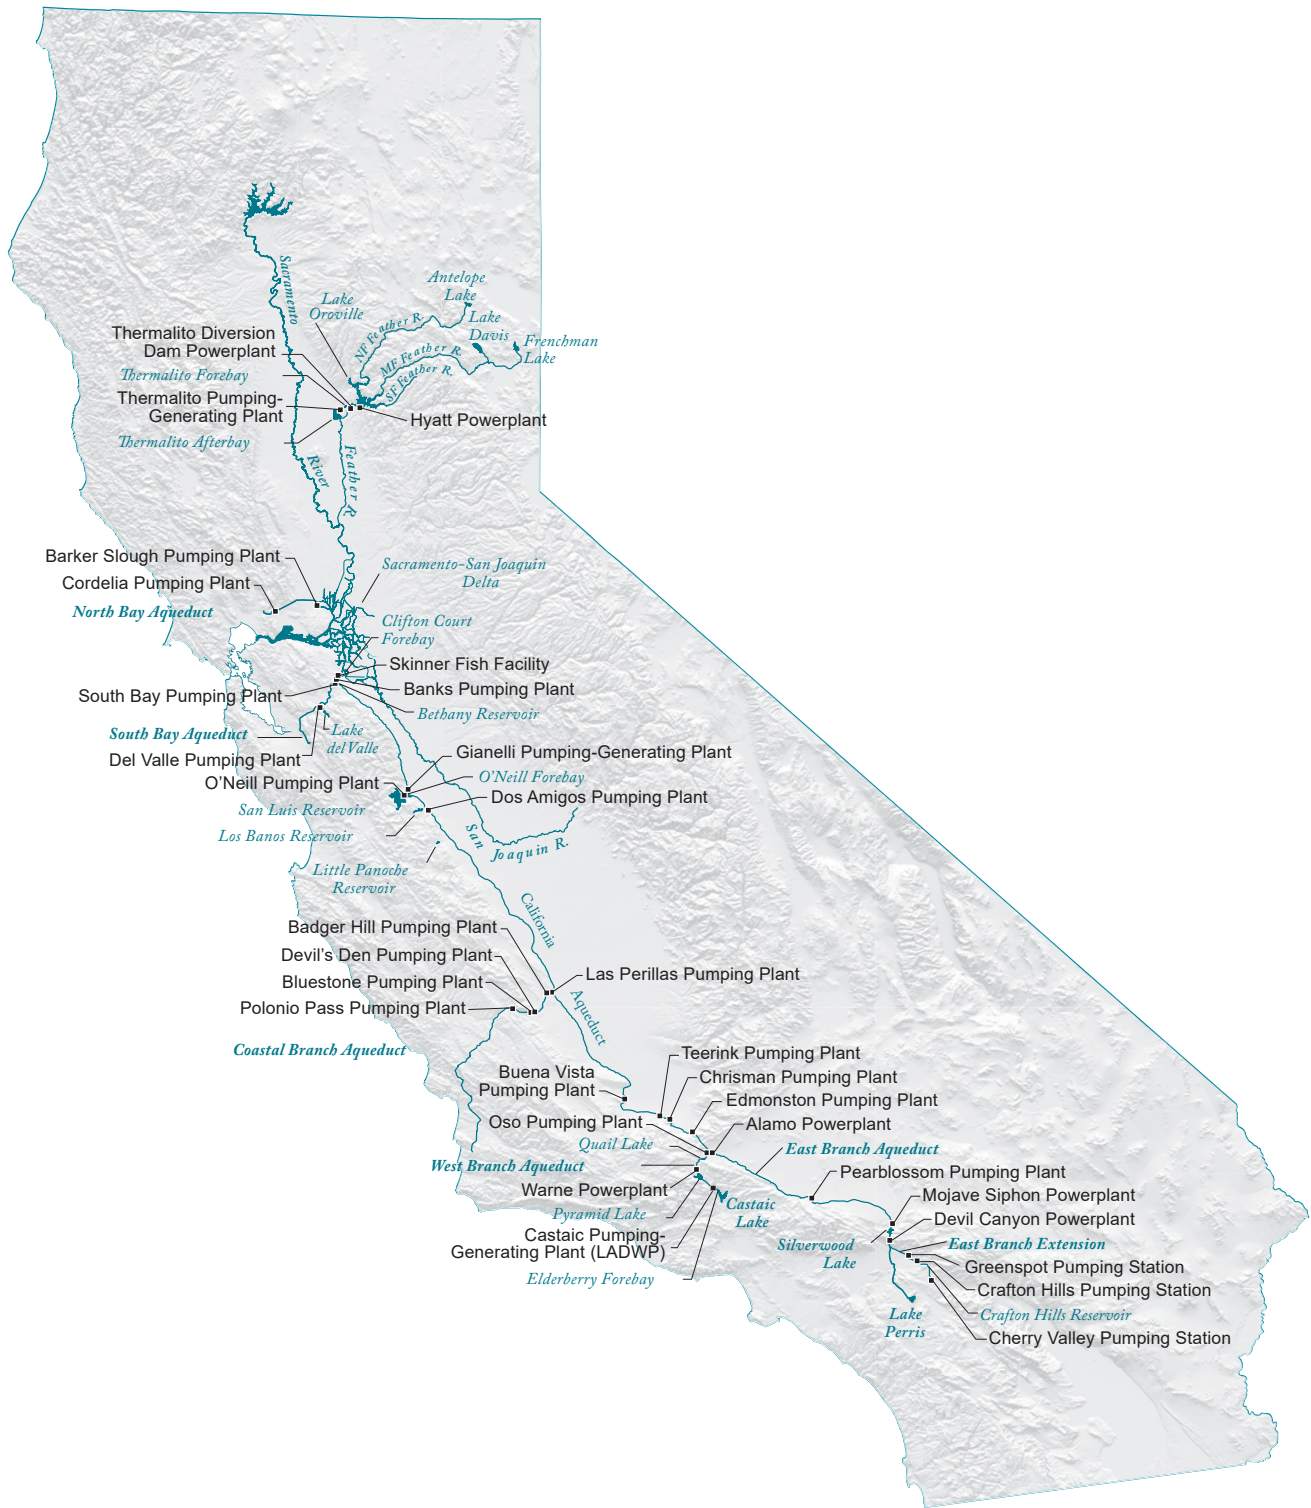 Sacramento
Antelope
Lake
Lake
Oroville
Lake
Davis
Frenchman
Lake
NF Feather R.
MF Feather R.
SF Feather R.
Thermalito Diversion
Dam Powerplant
Thermalito Forebay
Thermalito Pumping-
Generating Plant
Hyatt Powerplant
Thermalito Afterbay
River
Feather R.
Barker Slough Pumping Plant
Sacramento-San Joaquin
Delta
Cordelia Pumping Plant
North Bay Aqueduct
Clifton Court
Forebay
Skinner Fish Facility
Banks Pumping Plant
South Bay Pumping Plant
Bethany Reservoir
South Bay Aqueduct
Lake
del Valle
Del Valle Pumping Plant
Gianelli Pumping-Generating Plant
O'Neill Pumping Plant
O'Neill Forebay
Dos Amigos Pumping Plant
San Luis Reservoir
Los Banos Reservoir
San
Joaquin R.
Little Panoche
Reservoir
California
Badger Hill Pumping Plant
Devil's Den Pumping Plant
Las Perillas Pumping Plant
Bluestone Pumping Plant
Polonio Pass Pumping Plant
Aqueduct
Coastal Branch Aqueduct
Teerink Pumping Plant
Buena Vista
Pumping Plant
Chrisman Pumping Plant
Edmonston Pumping Plant
Oso Pumping Plant
Alamo Powerplant
Quail Lake
East Branch Aqueduct
West Branch Aqueduct
Pearblossom Pumping Plant
Warne Powerplant
Mojave Siphon Powerplant
Pyramid Lake
Castaic
Lake
Devil Canyon Powerplant
Castaic Pumping-
Generating Plant (LADWP)
Silverwood
Lake
East Branch Extension
Greenspot Pumping Station
Elderberry Forebay
Crafton Hills Pumping Station
Lake
Perris
Crafton Hills Reservoir
Cherry Valley Pumping Station